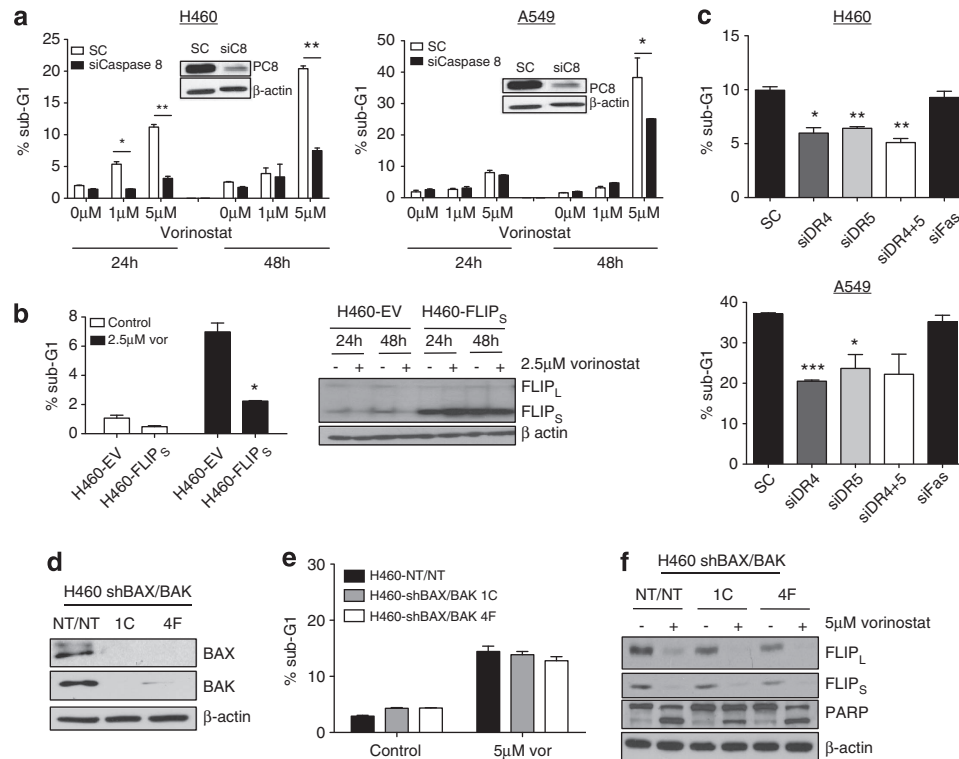 a
H460
% sub-G1
25
20
15
10
5
0
SC
siCaspase 8
SC siC8
PC8
β-actin
*
**
**
0µM 1µM 5µM 0µM 1µM 5µM
Vorinostat
24h 48h
A549
% sub-G1
50
40
30
20
10
0
SC
siCaspase 8
SC siC8
PC8
β-actin
*
0µM 1µM 5µM 0µM 1µM 5µM
Vorinostat
24h 48h
b
% sub-G1
8
6
4
2
0
Control
2.5µM vor
*
H460-EV
H460-FLIPS
H460-EV
H460-FLIPS
H460-EV H460-FLIPS
24h 48h 24h 48h
- + - + - + - + 2.5µM vorinostat
FLIPL
FLIPS
β actin
c
H460
% sub-G1
15
10
5
0
* ** **
SC siDR4 siDR5 siDR4+5 siFas
A549
% sub-G1
40
30
20
10
0
*** *
SC siDR4 siDR5 siDR4+5 siFas
d
H460 shBAX/BAK
NT/NT 1C 4F
BAX
BAK
β-actin
e
% sub-G1
30
20
10
0
H460-NT/NT
H460-shBAX/BAK 1C
H460-shBAX/BAK 4F
Control 5µM vor
f
H460 shBAX/BAK
NT/NT 1C 4F
- + - + - + 5µM vorinostat
FLIPL
FLIPS
PARP
β-actin